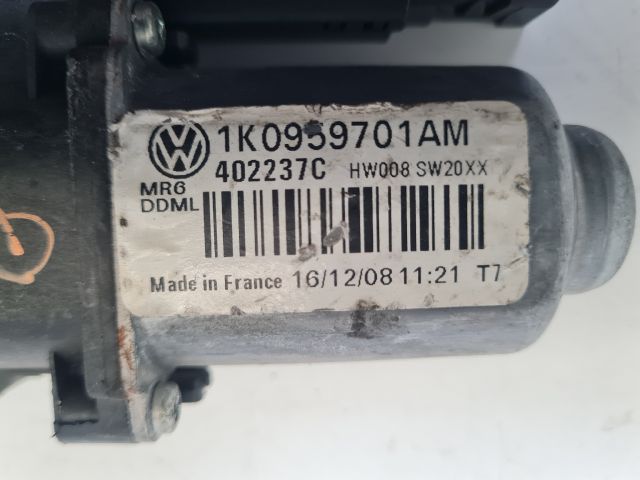 1K0959701AM
402237C HW008 SW20XX
MR6
DDML
Made in France 16/12/08 11:21 T7